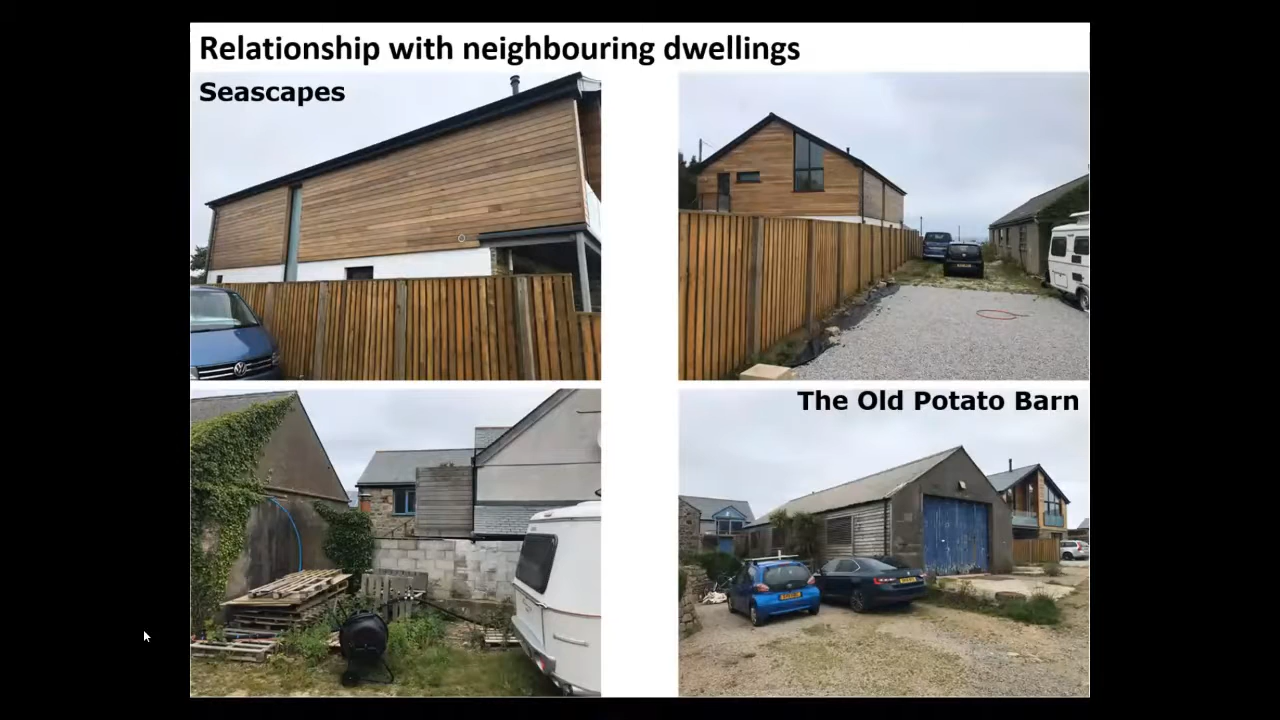 Relationship with neighbouring dwellings
Seascapes
The Old Potato Barn